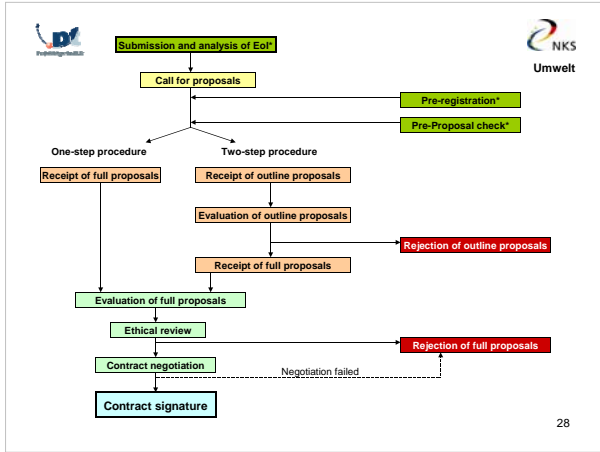 Submission and analysis of EoI*
NKS
Umwelt
Call for proposals
Pre-registration*
Pre-Proposal check*
One-step procedure
Two-step procedure
Receipt of full proposals
Receipt of outline proposals
Evaluation of outline proposals
Rejection of outline proposals
Receipt of full proposals
Evaluation of full proposals
Ethical review
Rejection of full proposals
Contract negotiation
Negotiation failed
Contract signature
28